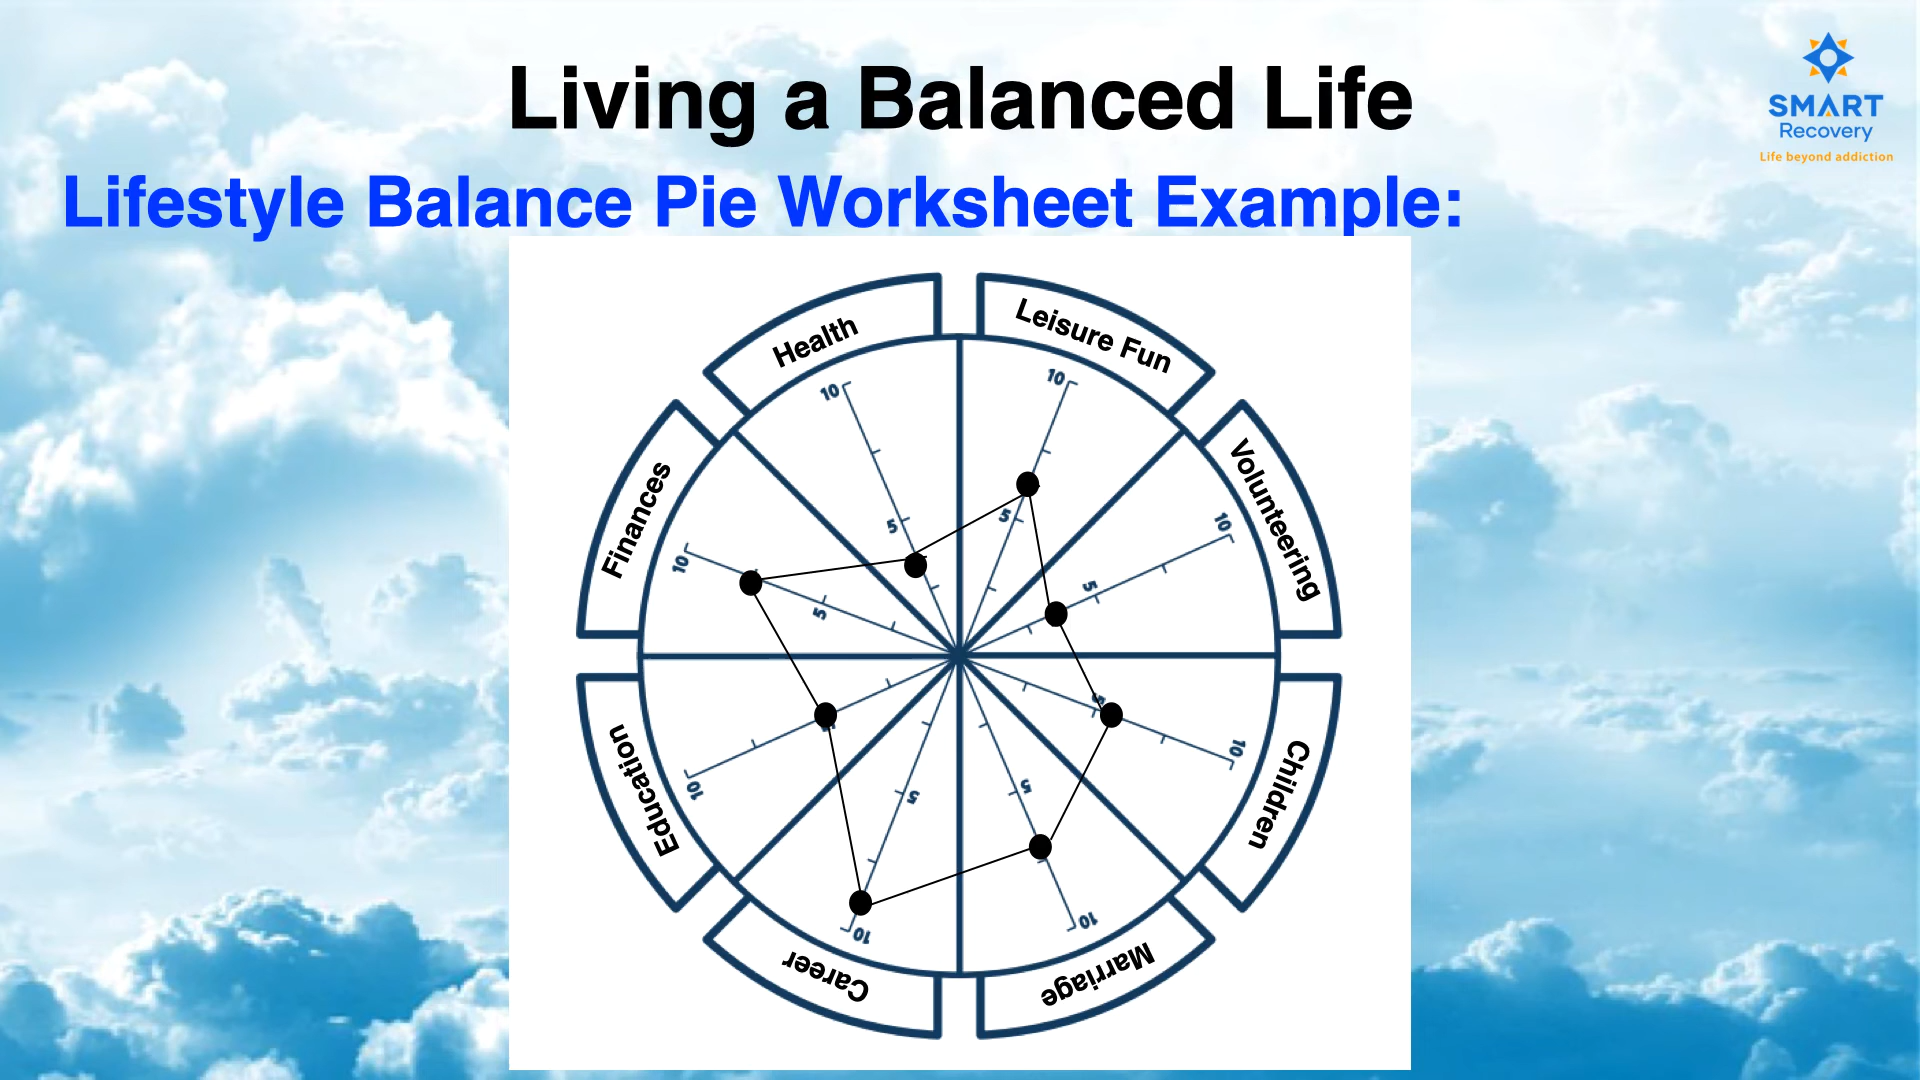 Living a Balanced Life
SMART
Recovery
Life beyond addiction
Lifestyle Balance Pie Worksheet Example:
Health
Leisure Fun
10
10
Finances
Volunteering
5
5
10
10
5
5
5
Education
Children
10
10
5
5
10
10
Career
Marriage